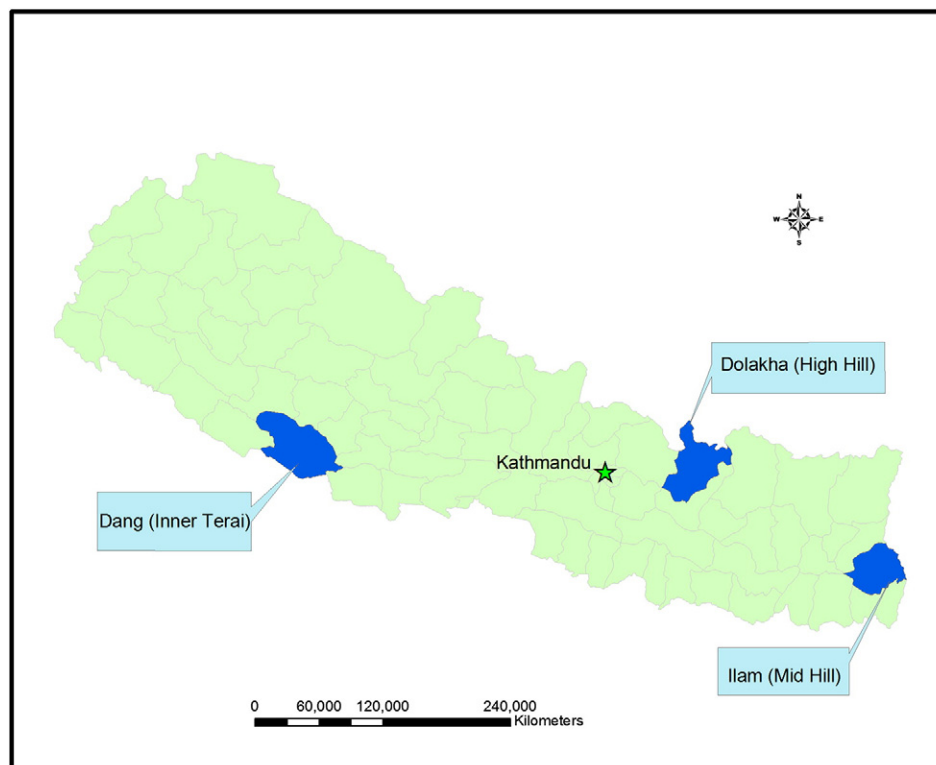 N
W E
S
Dolakha (High Hill)
Kathmandu
Dang (Inner Terai)
Ilam (Mid Hill)
0 60,000 120,000 240,000
Kilometers